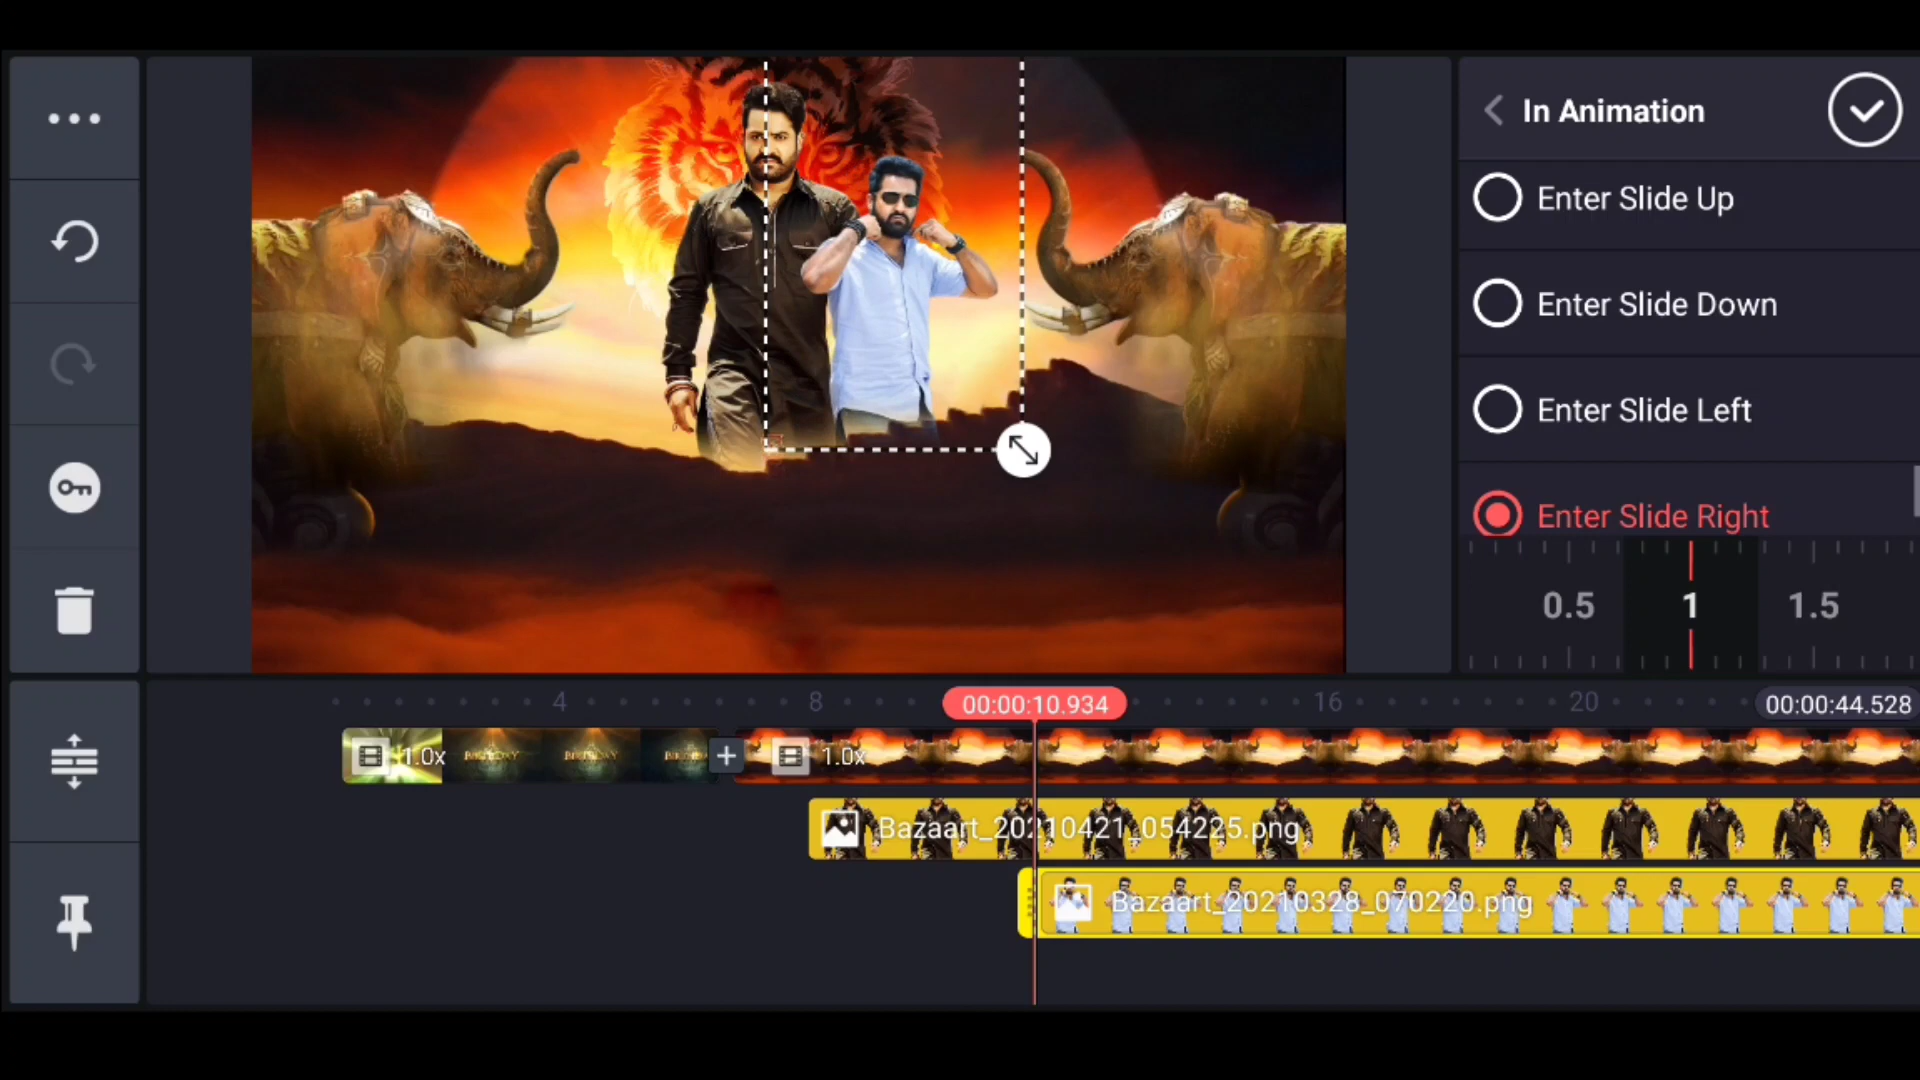 In Animation
Enter Slide Up
Enter Slide Down
Enter Slide Left
Enter Slide Right
0.5 1 1.5
4 8 00:00:10.934 16 20 00:00:44.528
1.0x BIRTHDAY BIRTHDAY 1.0x
Bazaart_20210421_054225.png
Bazaart_20210328_070220.png